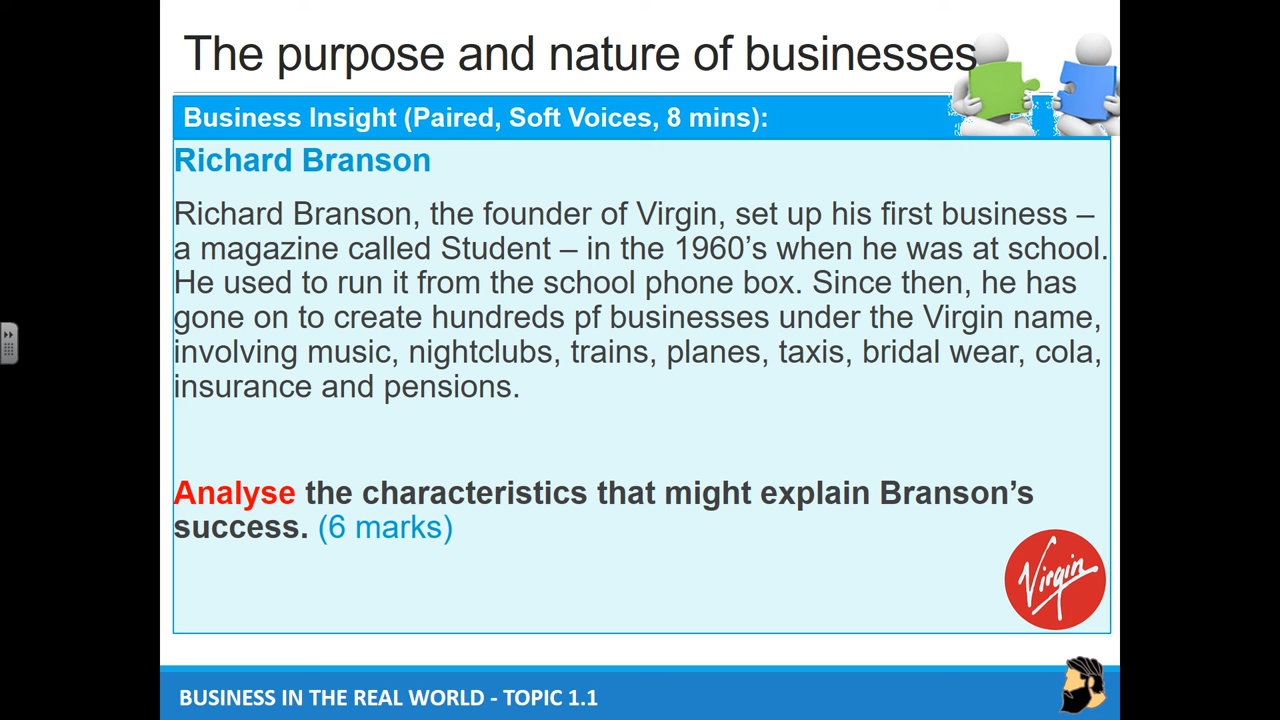 The purpose and nature of businesses
Business Insight (Paired, Soft Voices, 8 mins):
Richard Branson
Richard Branson, the founder of Virgin, set up his first business –
a magazine called Student – in the 1960’s when he was at school.
He used to run it from the school phone box. Since then, he has
gone on to create hundreds pf businesses under the Virgin name,
involving music, nightclubs, trains, planes, taxis, bridal wear, cola,
insurance and pensions.
Analyse the characteristics that might explain Branson’s
success. (6 marks)
Virgin
BUSINESS IN THE REAL WORLD - TOPIC 1.1